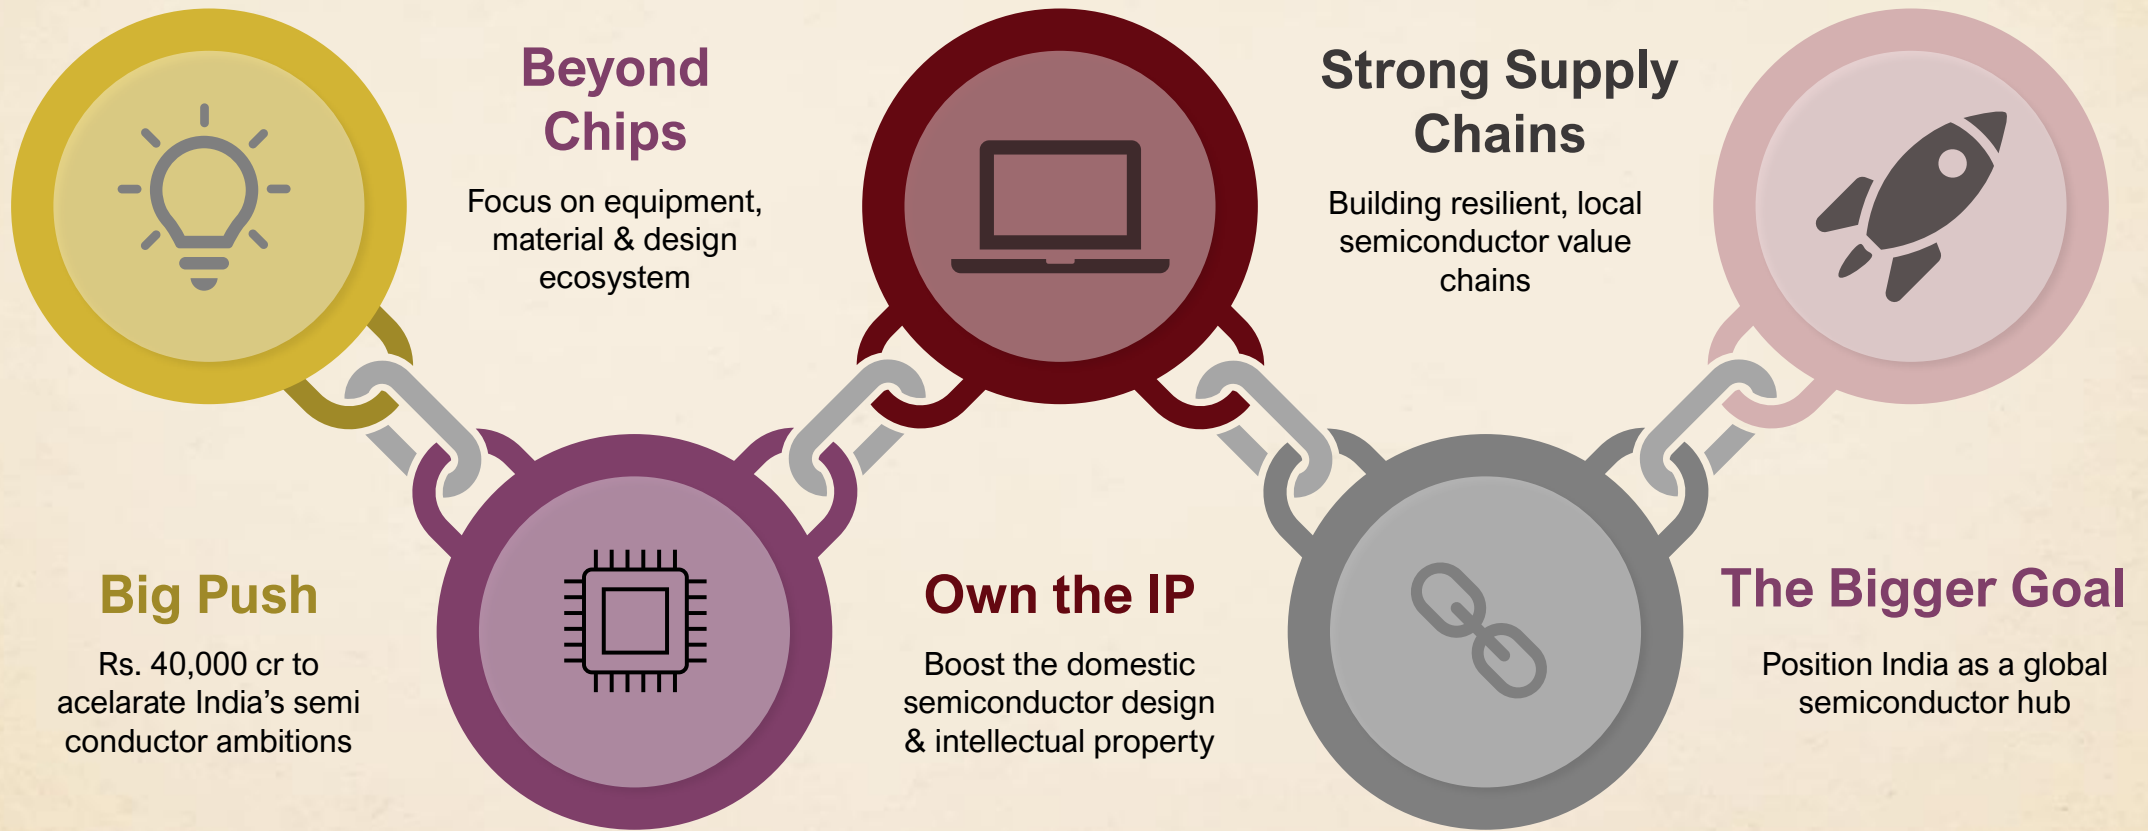 Big Push
Rs. 40,000 cr to
acelarate India's semi
conductor ambitions
Beyond
Chips
Focus on equipment,
material & design
ecosystem
Own the IP
Boost the domestic
semiconductor design
& intellectual property
Strong Supply
Chains
Building resilient, local
semiconductor value
chains
The Bigger Goal
Position India as a global
semiconductor hub